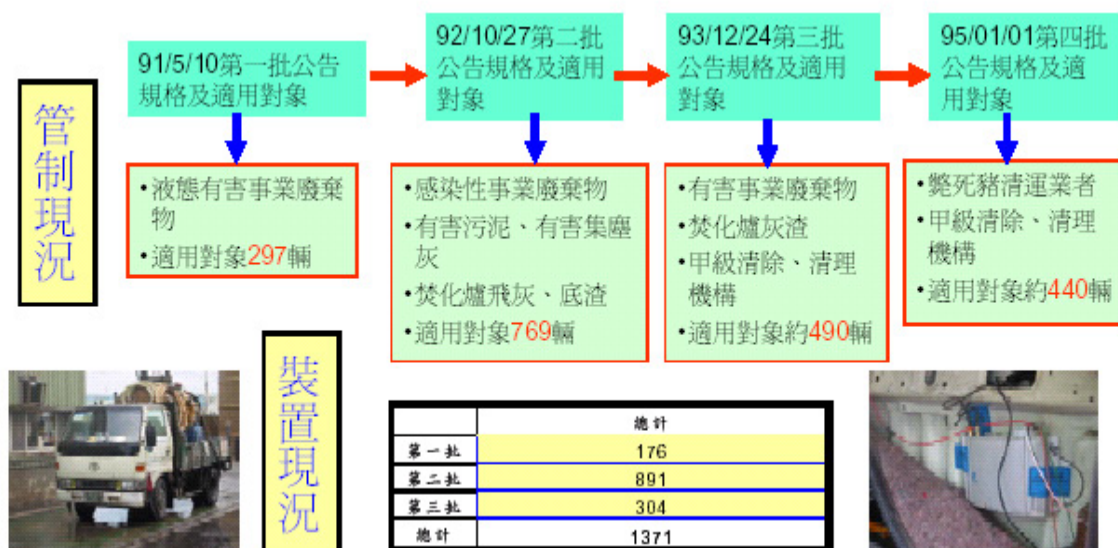 管制現況
91/5/10第一批公告
規格及適用對象
92/10/27第二批
公告規格及適用
對象
93/12/24第三批
公告規格及適用
對象
95/01/01第四批
公告規格及適
用對象
•液態有害事業廢棄
物
•適用對象297輛
•感染性事業廢棄物
•有害污泥、有害集塵
灰
•焚化爐飛灰、底渣
•適用對象769輛
•有害事業廢棄物
•焚化爐灰渣
•甲級清除、清理
機構
•適用對象約490輛
•斃死豬清運業者
•甲級清除、清理
機構
•適用對象約440輛
裝置現況
總計
第一批 176
第二批 891
第三批 304
總計 1371